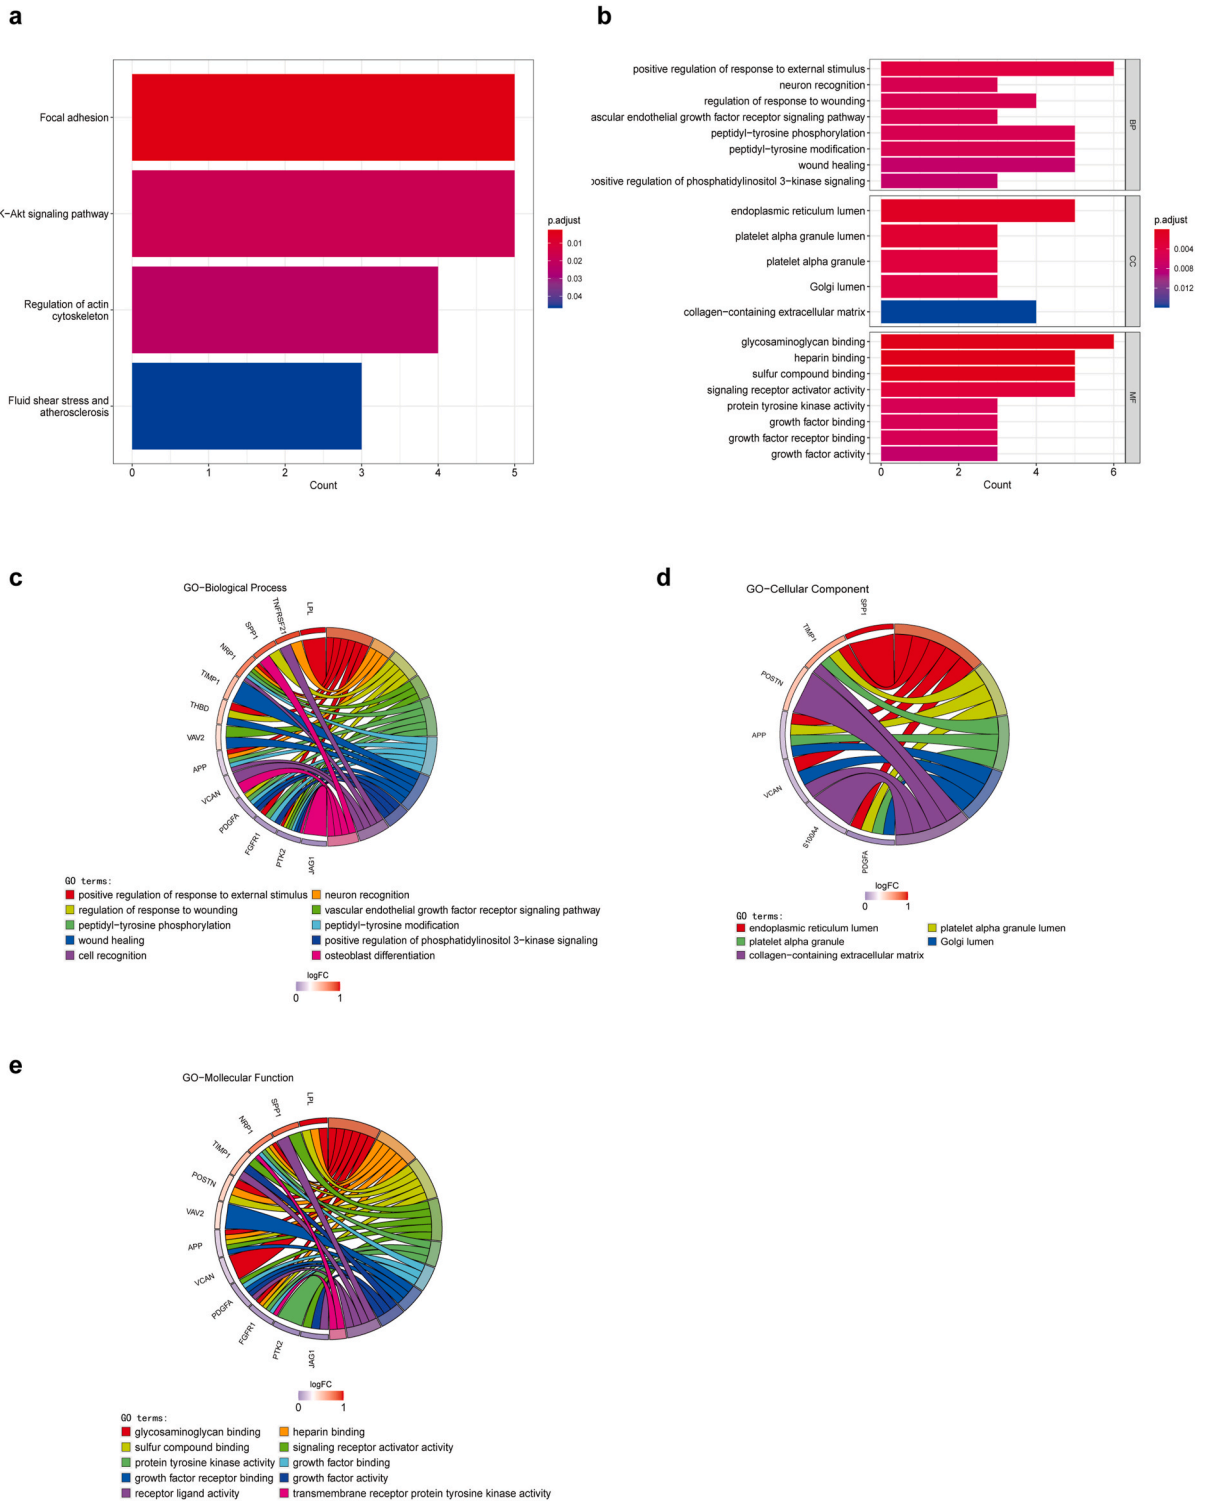 a
Focal adhesion
K−Akt signaling pathway
Regulation of actin
cytoskeleton
Fluid shear stress and
atherosclerosis
0 1 2 3 4 5
Count
p.adjust
0.01
0.02
0.03
0.04
b
positive regulation of response to external stimulus
neuron recognition
regulation of response to wounding
ascular endothelial growth factor receptor signaling pathway
peptidyl−tyrosine phosphorylation
peptidyl−tyrosine modification
wound healing
positive regulation of phosphatidylinositol 3−kinase signaling
BP
endoplasmic reticulum lumen
platelet alpha granule lumen
platelet alpha granule
Golgi lumen
collagen−containing extracellular matrix
CC
glycosaminoglycan binding
heparin binding
sulfur compound binding
signaling receptor activator activity
protein tyrosine kinase activity
growth factor binding
growth factor receptor binding
growth factor activity
MF
0 2 4 6
Count
p.adjust
0.004
0.008
0.012
c
GO−Biological Process
LPL
TNFRSF21
SPP1
NRP1
TIMP1
THBD
VAV2
APP
VCAN
PDGFA
FGFR1
PTK2
JAG1
GO terms:
positive regulation of response to external stimulus neuron recognition
regulation of response to wounding vascular endothelial growth factor receptor signaling pathway
peptidyl−tyrosine phosphorylation peptidyl−tyrosine modification
wound healing positive regulation of phosphatidylinositol 3−kinase signaling
cell recognition osteoblast differentiation
logFC
0 1
d
GO−Cellular Component
SPP1
TIMP1
POSTN
APP
VCAN
S100A4
PDGFA
logFC
0 1
GO terms:
endoplasmic reticulum lumen platelet alpha granule lumen
platelet alpha granule Golgi lumen
collagen−containing extracellular matrix
e
GO−Mollecular Function
LPL
SPP1
NRP1
TIMP1
POSTN
VAV2
APP
VCAN
PDGFA
FGFR1
PTK2
JAG1
logFC
0 1
GO terms:
glycosaminoglycan binding heparin binding
sulfur compound binding signaling receptor activator activity
protein tyrosine kinase activity growth factor binding
growth factor receptor binding growth factor activity
receptor ligand activity transmembrane receptor protein tyrosine kinase activity